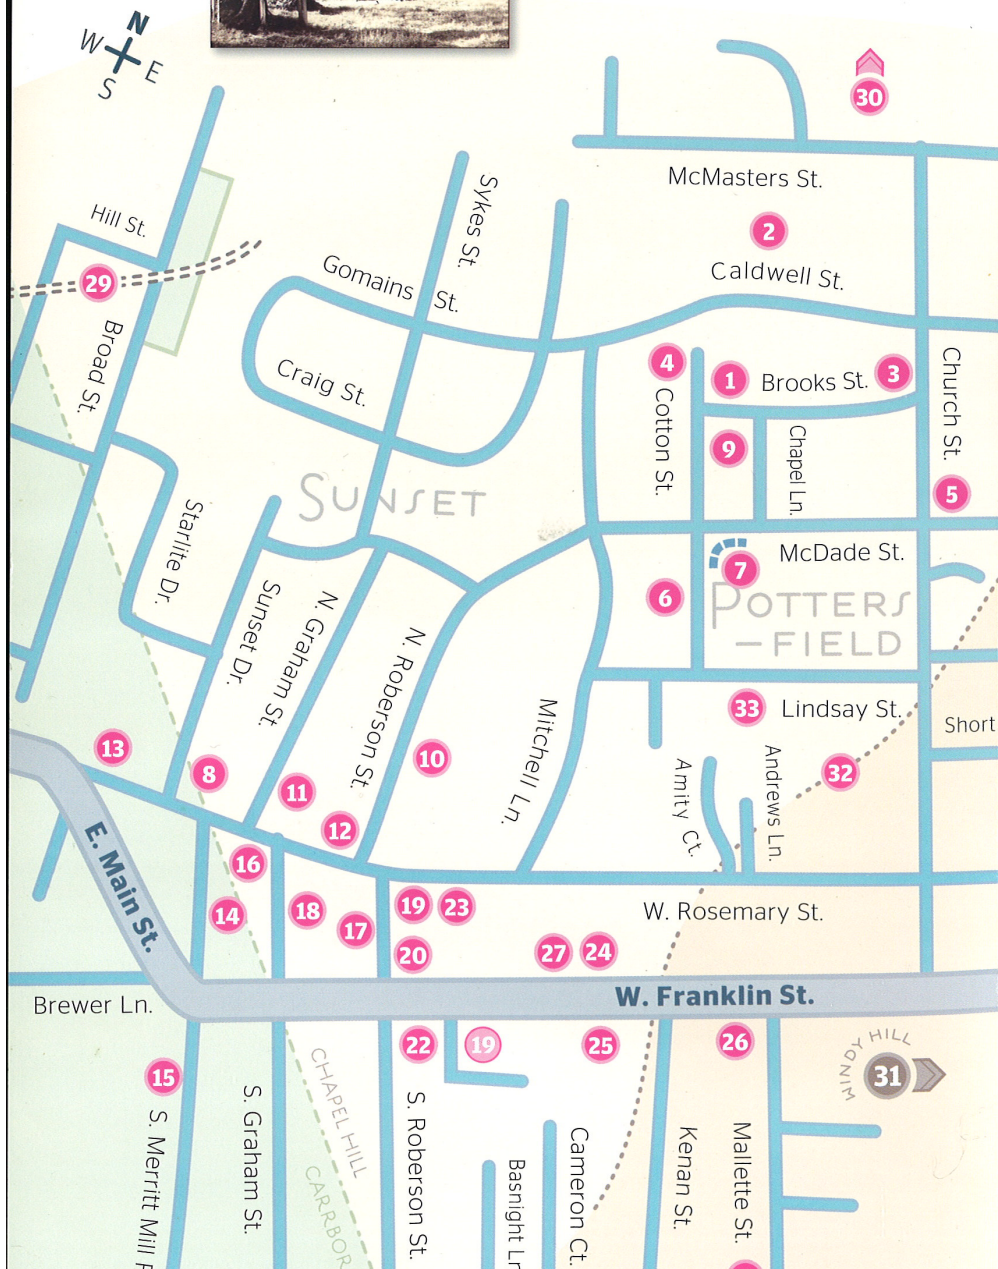 N
W
E
S
30
McMasters St.
Sykes St.
Hill St.
2
Gomains St.
Caldwell St.
29
Broad St.
Craig St.
4
1
Brooks St.
3
Church St.
Cotton St.
9
Chapel Ln.
SUNSET
5
Starlite Dr.
McDade St.
7
6
POTTERS
–FIELD
Sunset Dr.
N. Graham St.
N. Roberson St.
Mitchell Ln.
33
Lindsay St.
Short
13
8
10
11
12
Amity Ct.
Andrews Ln.
32
E. Main St.
16
14
18
17
19
23
20
27
24
W. Rosemary St.
Brewer Ln.
W. Franklin St.
15
22
19
25
26
WINDY HILL
31
CHAPEL HILL
CARRBOR
S. Merritt Mill
S. Graham St.
S. Roberson St.
Basnight Ln
Cameron Ct.
Kenan St.
Mallette St.